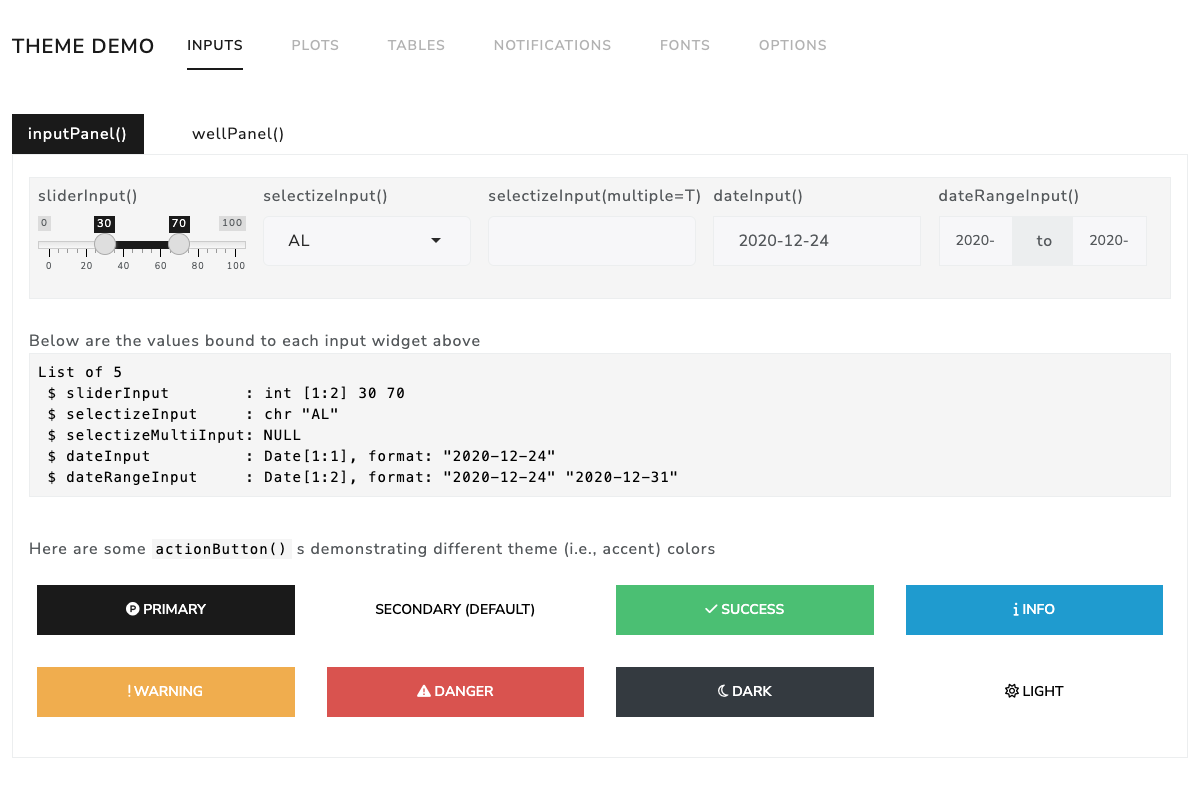 THEME DEMO INPUTS PLOTS TABLES NOTIFICATIONS FONTS OPTIONS
inputPanel() wellPanel()
sliderInput() selectizeInput() selectizeInput(multiple=T) dateInput() dateRangeInput()
0 30 70 100
AL 2020-12-24 2020- to 2020-
0 20 40 60 80 100
Below are the values bound to each input widget above
List of 5
 $ sliderInput        : int [1:2] 30 70
 $ selectizeInput     : chr "AL"
 $ selectizeMultiInput: NULL
 $ dateInput          : Date[1:1], format: "2020-12-24"
 $ dateRangeInput     : Date[1:2], format: "2020-12-24" "2020-12-31"
Here are some actionButton() s demonstrating different theme (i.e., accent) colors
PRIMARY SECONDARY (DEFAULT) SUCCESS INFO
WARNING DANGER DARK LIGHT